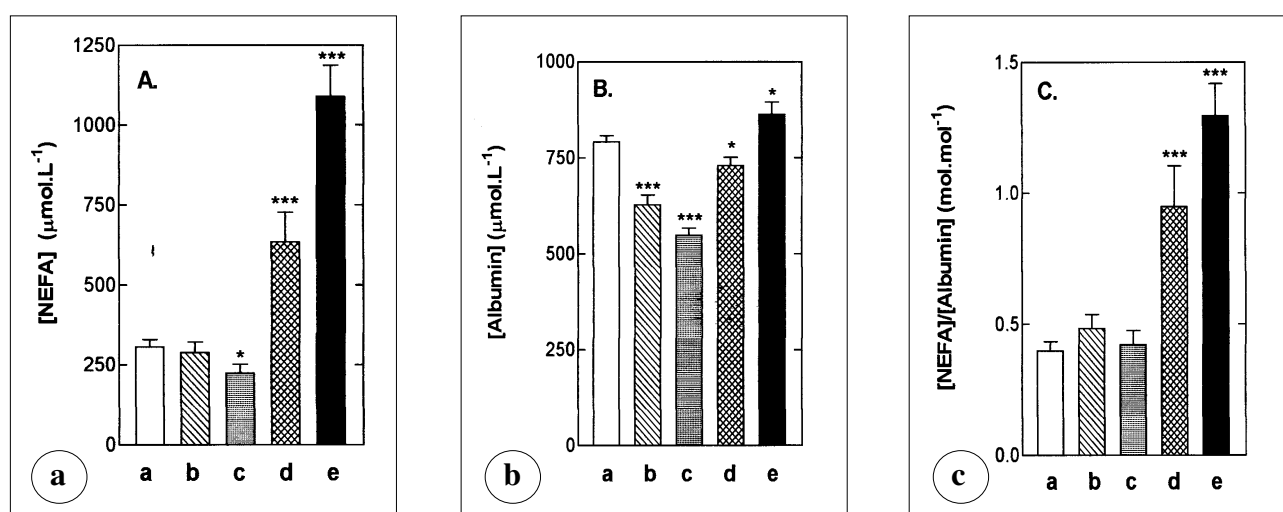 A.
[NEFA] (μmol.L⁻¹)
1250
1000
750
500
250
0
***
***
*
a b c d e
a
B.
[Albumin] (μmol.L⁻¹)
1000
750
500
250
0
***
***
*
*
a b c d e
b
C.
[NEFA]/[Albumin] (mol.mol⁻¹)
1.5
1.0
0.5
0.0
***
***
a b c d e
c